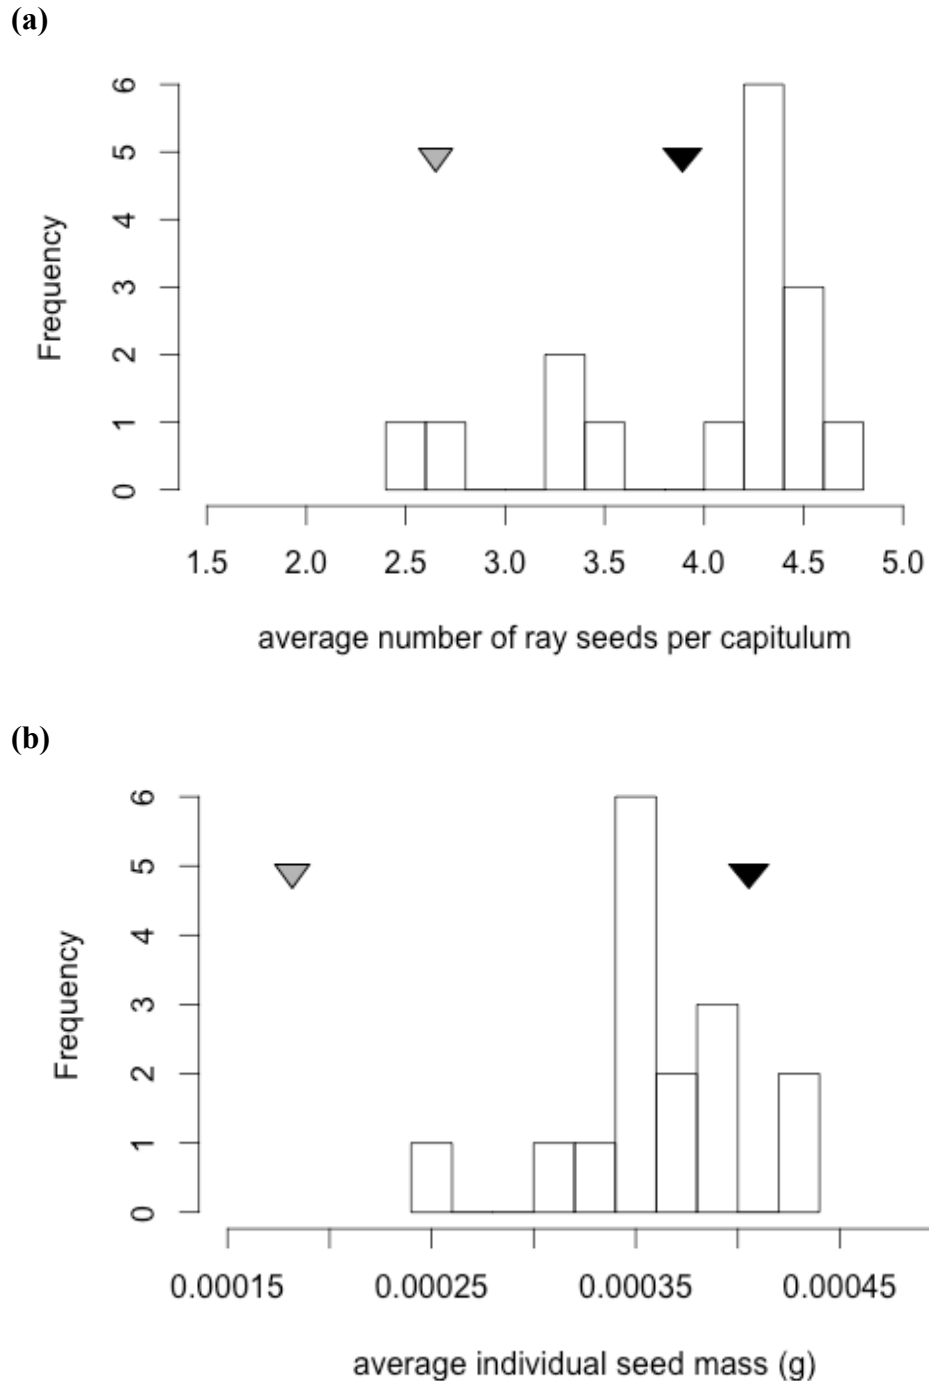 (a)
6
5
4
3
2
1
0
Frequency
1.5 2.0 2.5 3.0 3.5 4.0 4.5 5.0
average number of ray seeds per capitulum
(b)
6
5
4
3
2
1
0
Frequency
0.00015 0.00025 0.00035 0.00045
average individual seed mass (g)